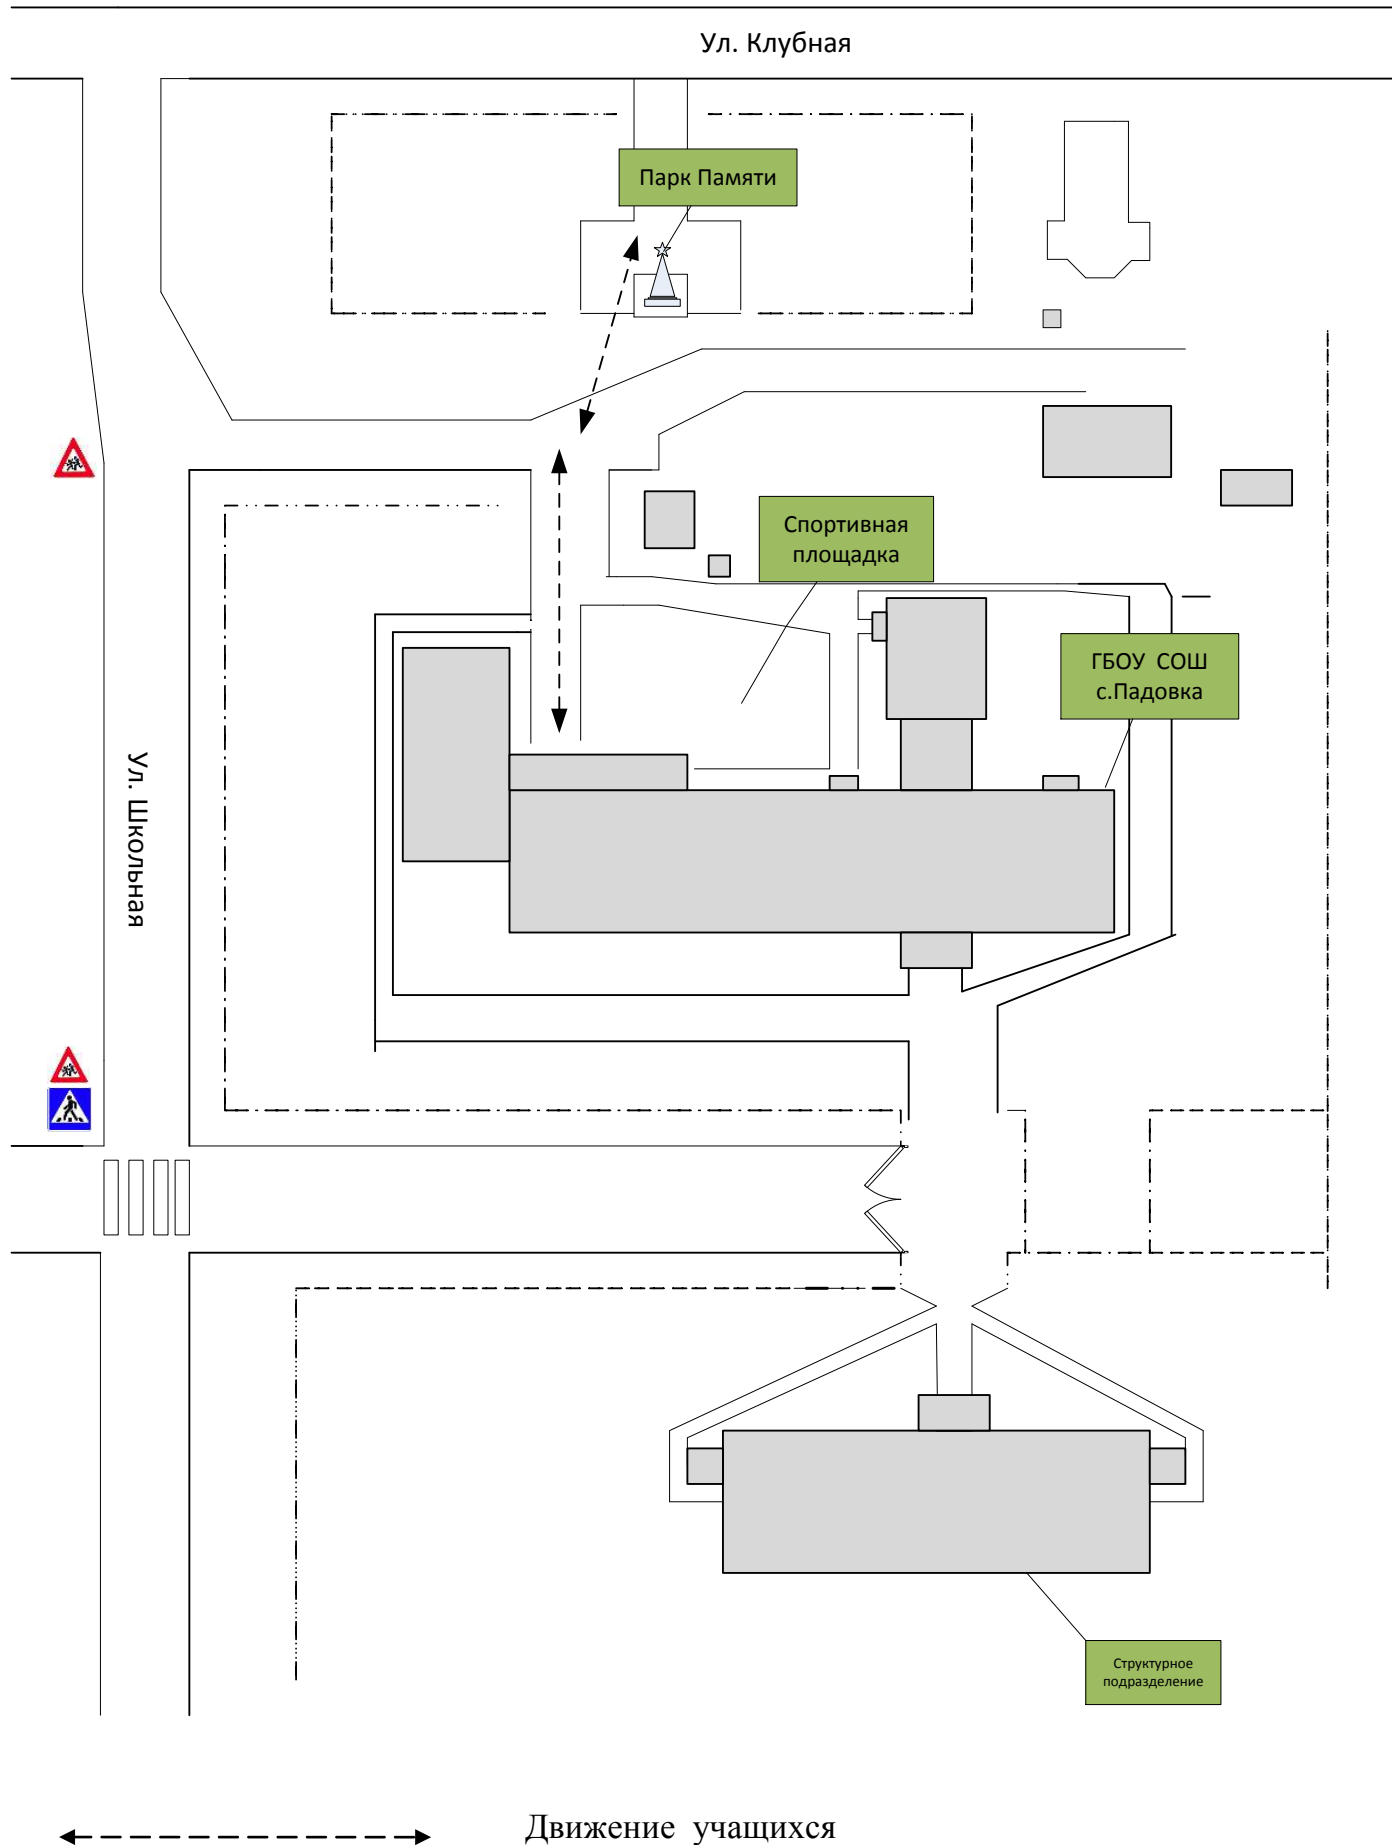 Ул. Клубная
Парк Памяти
Спортивная
площадка
ГБОУ СОШ
с.Падовка
Ул. Школьная
Структурное
подразделение
Движение учащихся